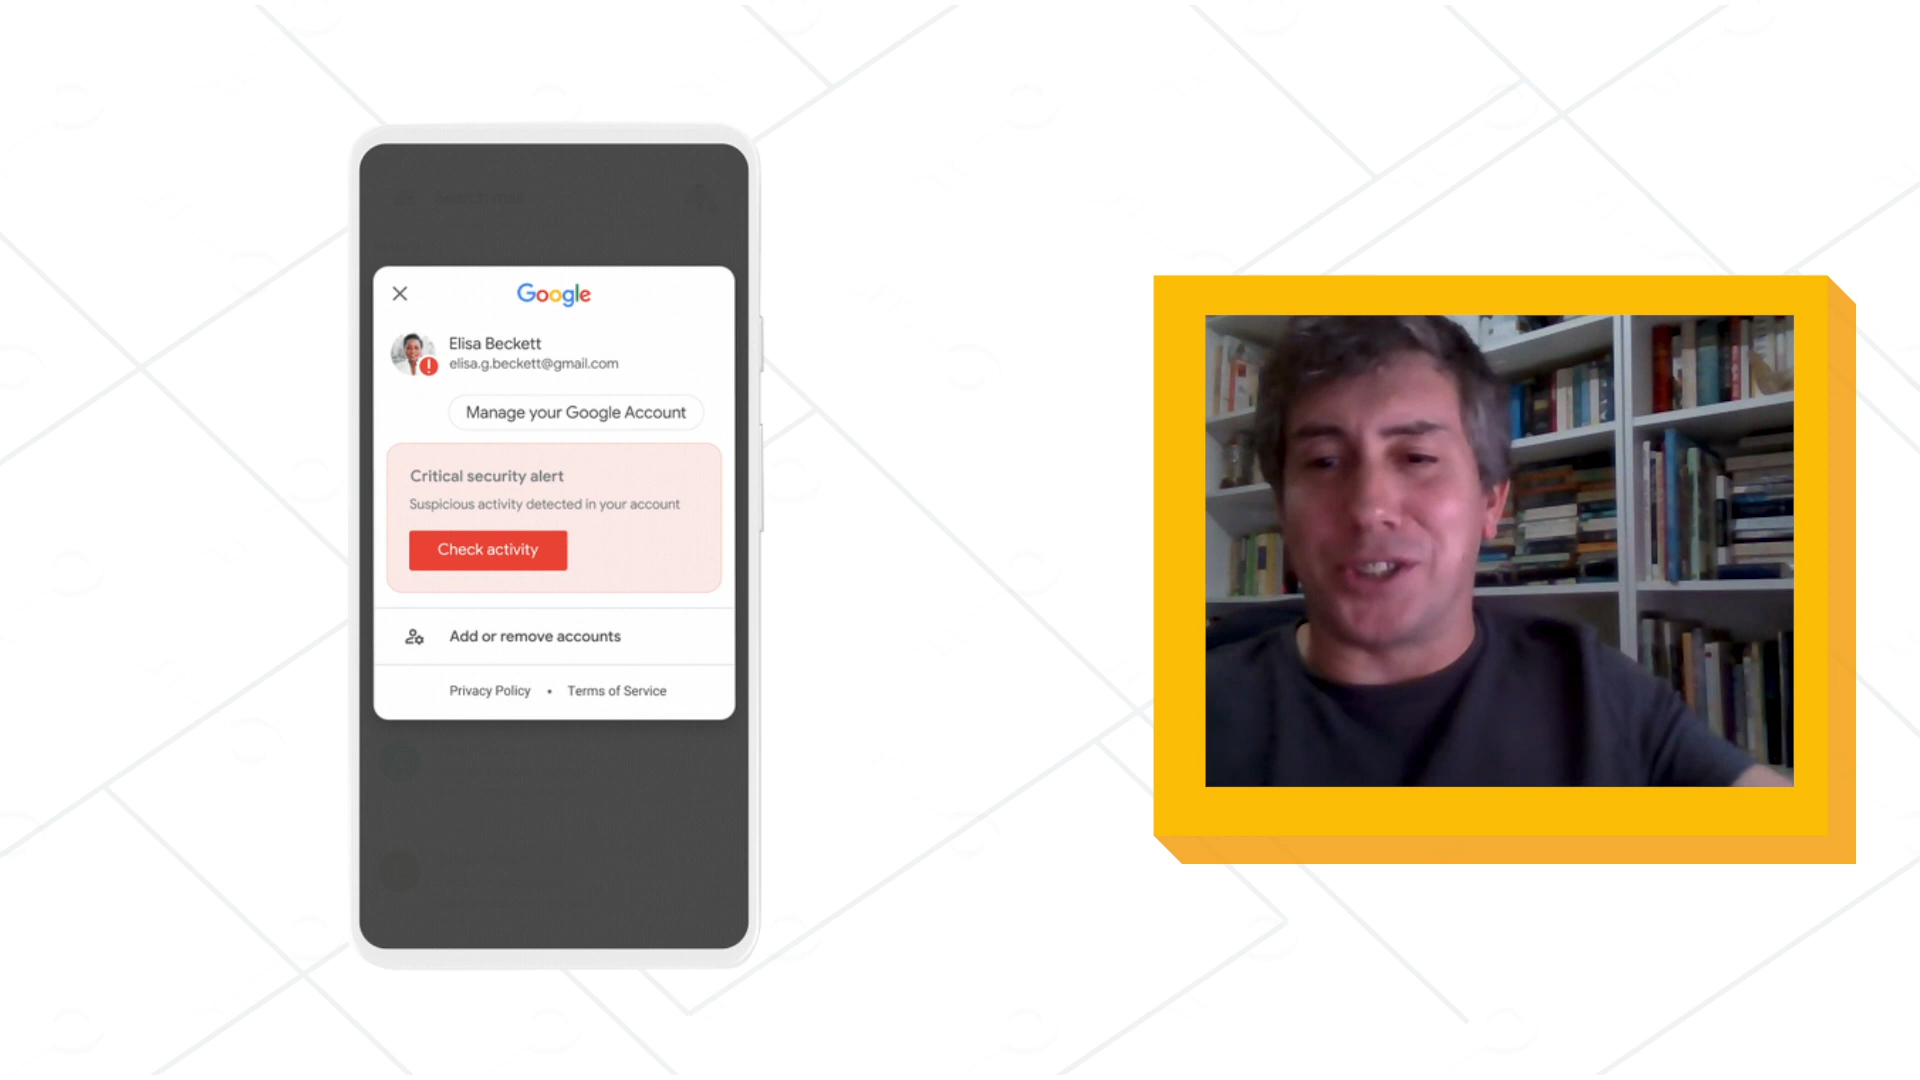 Google
Elisa Beckett
elisa.g.beckett@gmail.com
Manage your Google Account
Critical security alert
Suspicious activity detected in your account
Check activity
Add or remove accounts
Privacy Policy • Terms of Service